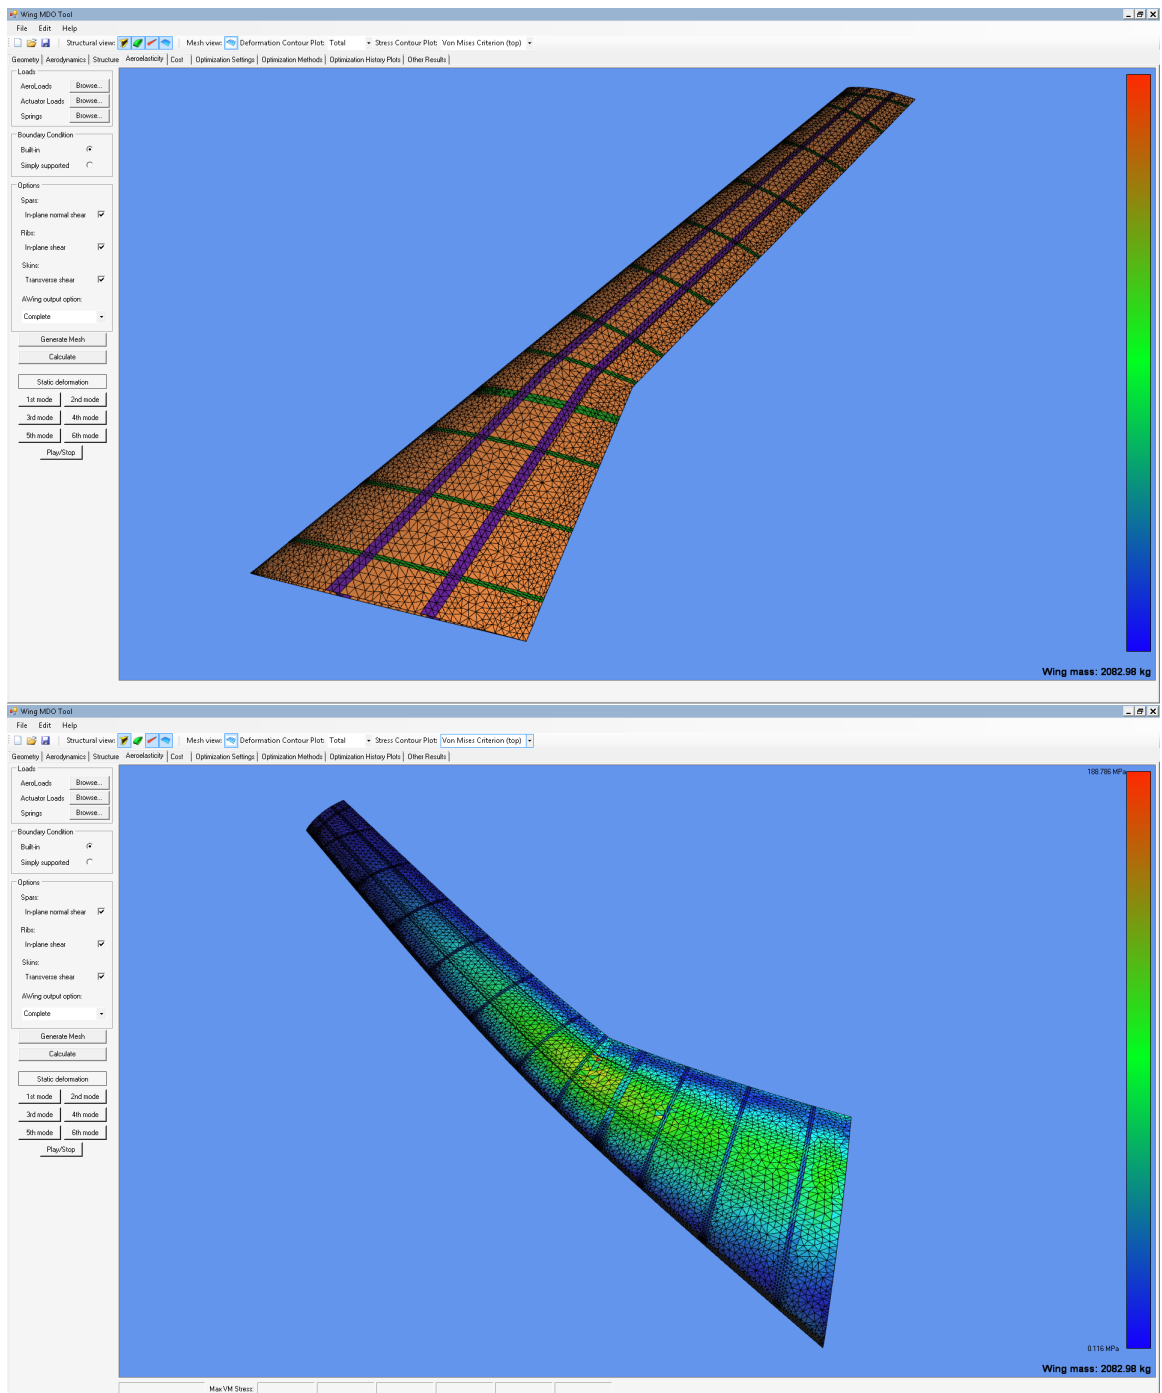 Wing MDO Tool
File Edit Help
Structural view: Mesh view: Deformation Contour Plot: Total Stress Contour Plot: Von Mises Criterion (top)
Geometry Aerodynamics Structure Aeroelasticity Cost Optimization Settings Optimization Methods Optimization History Plots Other Results
Loads
AeroLoads Browse...
Actuator Loads Browse...
Springs Browse...
Boundary Condition
Built-in
Simply supported
Options
Spars:
In-plane normal shear
Ribs:
In-plane shear
Skins:
Transverse shear
AWing output option:
Complete
Generate Mesh
Calculate
Static deformation
1st mode 2nd mode
3rd mode 4th mode
5th mode 6th mode
Play/Stop
Wing mass: 2082.98 kg
Wing MDO Tool
File Edit Help
Structural view: Mesh view: Deformation Contour Plot: Total Stress Contour Plot: Von Mises Criterion (top)
Geometry Aerodynamics Structure Aeroelasticity Cost Optimization Settings Optimization Methods Optimization History Plots Other Results
Loads
168.786 MPa
AeroLoads Browse...
Actuator Loads Browse...
Springs Browse...
Boundary Condition
Built-in
Simply supported
Options
Spars:
In-plane normal shear
Ribs:
In-plane shear
Skins:
Transverse shear
AWing output option:
Complete
Generate Mesh
Calculate
Static deformation
1st mode 2nd mode
3rd mode 4th mode
5th mode 6th mode
Play/Stop
0.116 MPa
Wing mass: 2082.98 kg
Max VM Stress: